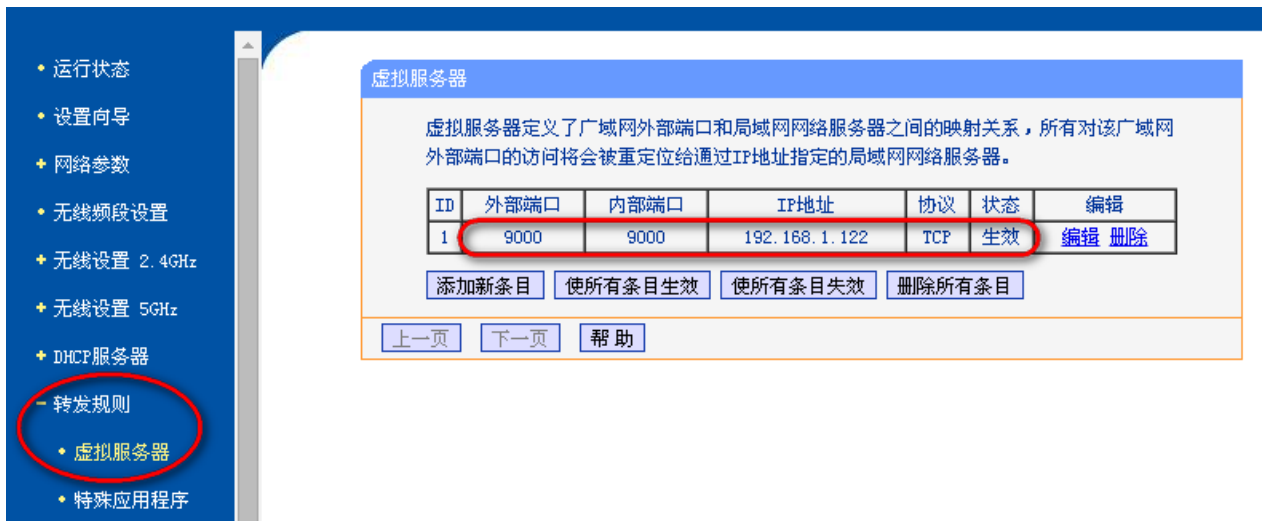 运行状态
设置向导
网络参数
无线频段设置
无线设置 2.4GHz
无线设置 5GHz
DHCP服务器
转发规则
虚拟服务器
特殊应用程序
虚拟服务器
虚拟服务器定义了广域网外部端口和局域网网络服务器之间的映射关系，所有对该广域网
外部端口的访问将会被重定位给通过IP地址指定的局域网网络服务器。
ID 外部端口 内部端口 IP地址 协议 状态 编辑
1 9000 9000 192.168.1.122 TCP 生效 编辑 删除
添加新条目 使所有条目生效 使所有条目失效 删除所有条目
上一页 下一页 帮助